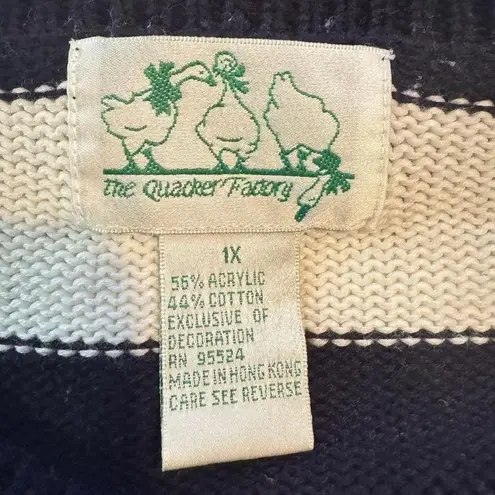 the Quacker Factory
1X
56% ACRYLIC
44% COTTON
EXCLUSIVE OF
DECORATION
RN 95524
MADE IN HONG KONG
CARE SEE REVERSE